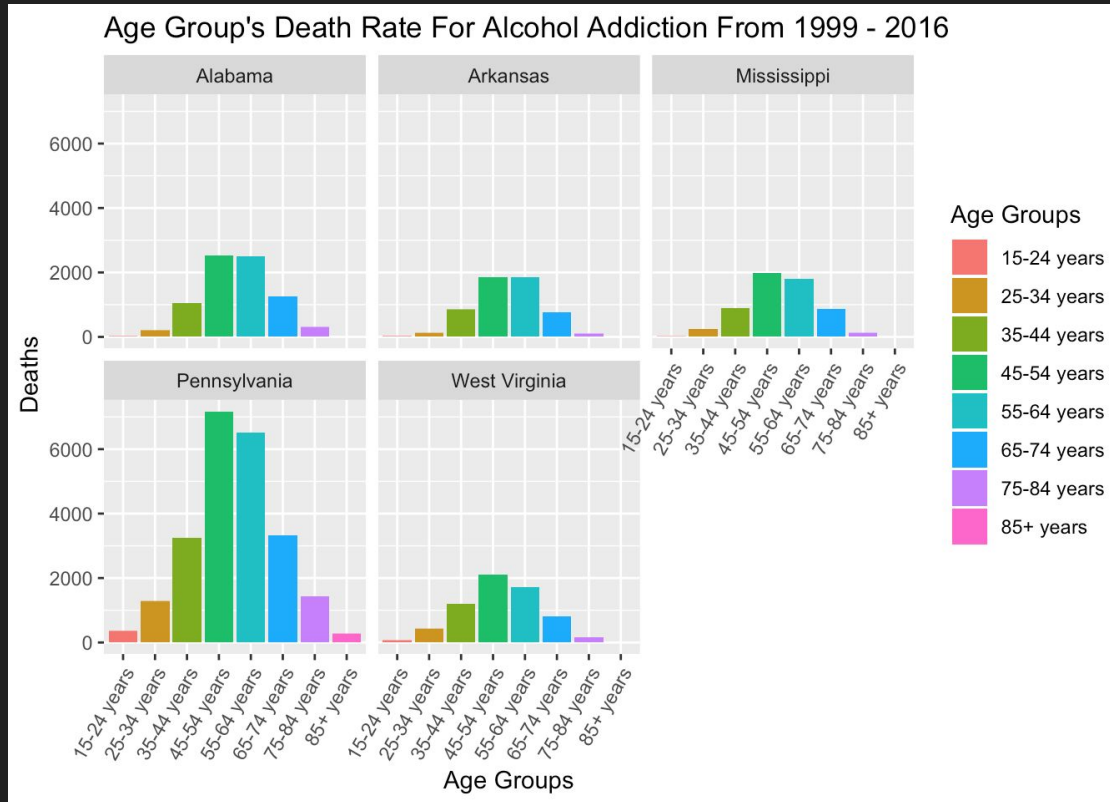 Age Group's Death Rate For Alcohol Addiction From 1999 - 2016
Alabama
Arkansas
Mississippi
6000
4000
2000
0
Pennsylvania
West Virginia
6000
4000
2000
0
Deaths
15-24 years
25-34 years
35-44 years
45-54 years
55-64 years
65-74 years
75-84 years
85+ years
15-24 years
25-34 years
35-44 years
45-54 years
55-64 years
65-74 years
75-84 years
85+ years
15-24 years
25-34 years
35-44 years
45-54 years
55-64 years
65-74 years
75-84 years
85+ years
Age Groups
Age Groups
15-24 years
25-34 years
35-44 years
45-54 years
55-64 years
65-74 years
75-84 years
85+ years